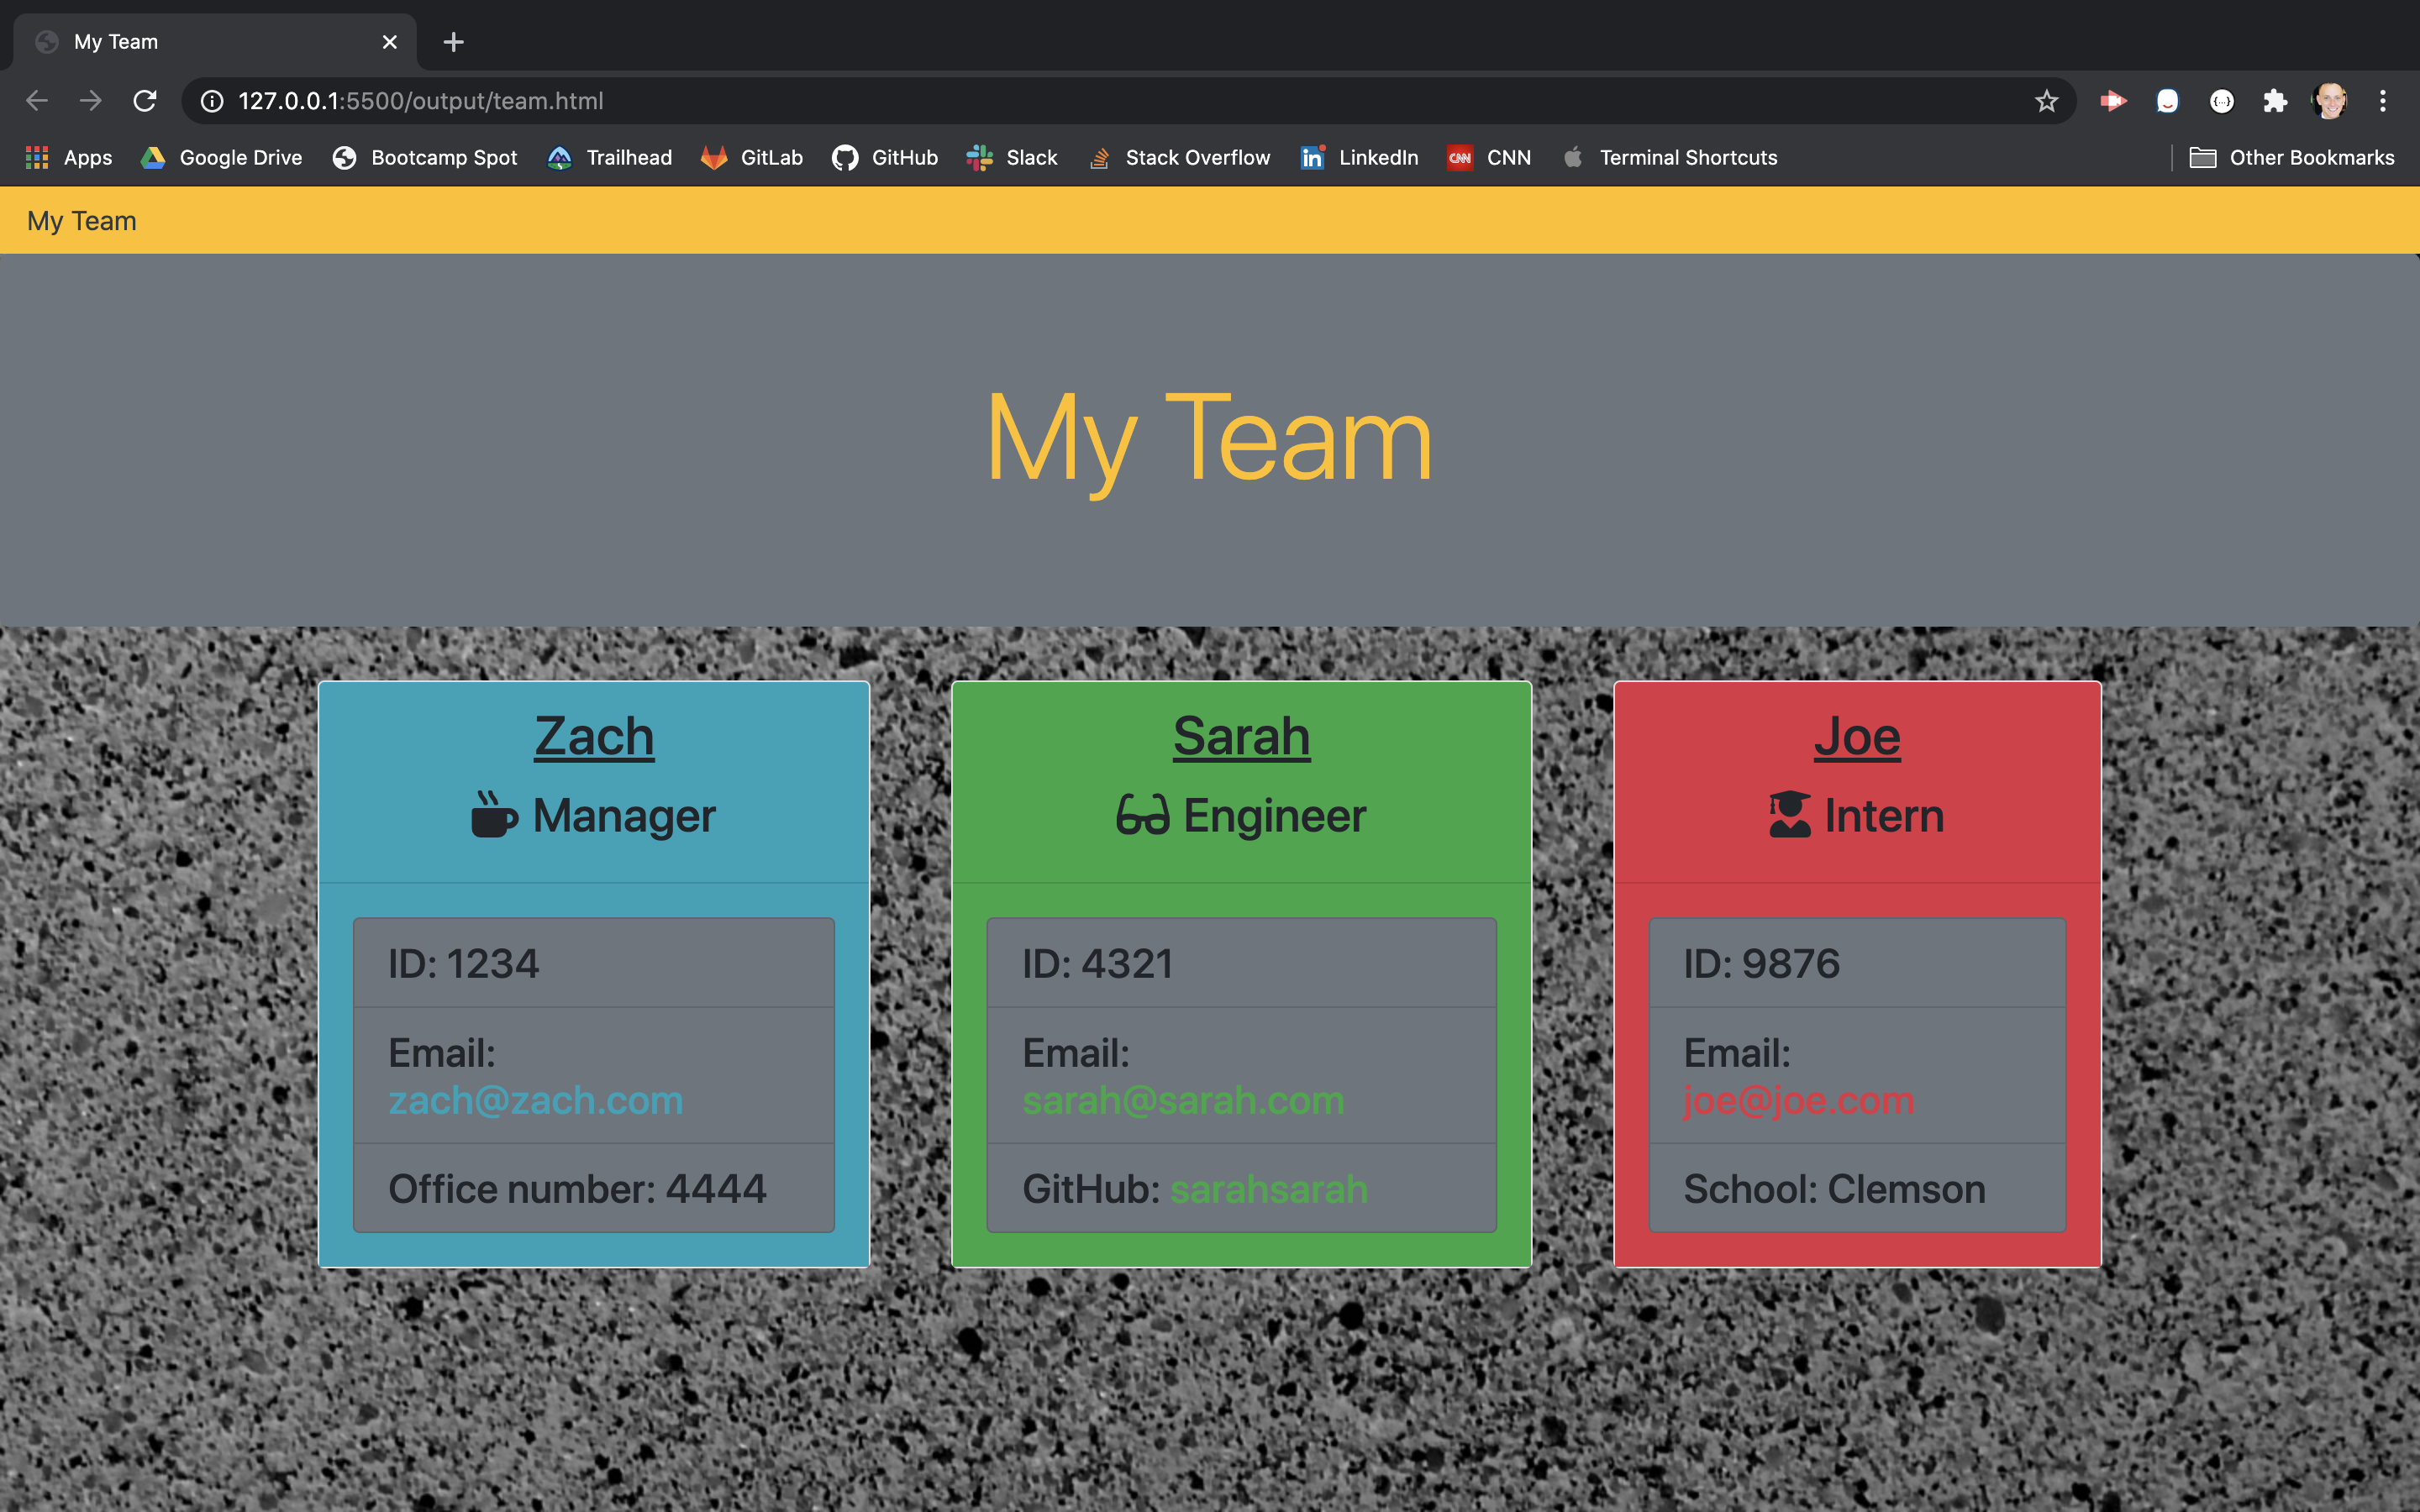 My Team
127.0.0.1:5500/output/team.html
Apps Google Drive Bootcamp Spot Trailhead GitLab GitHub Slack Stack Overflow LinkedIn CNN CNN Terminal Shortcuts Other Bookmarks
My Team
My Team
Zach
Manager
ID: 1234
Email:
zach@zach.com
Office number: 4444
Sarah
Engineer
ID: 4321
Email:
sarah@sarah.com
GitHub: sarahsarah
Joe
Intern
ID: 9876
Email:
joe@joe.com
School: Clemson